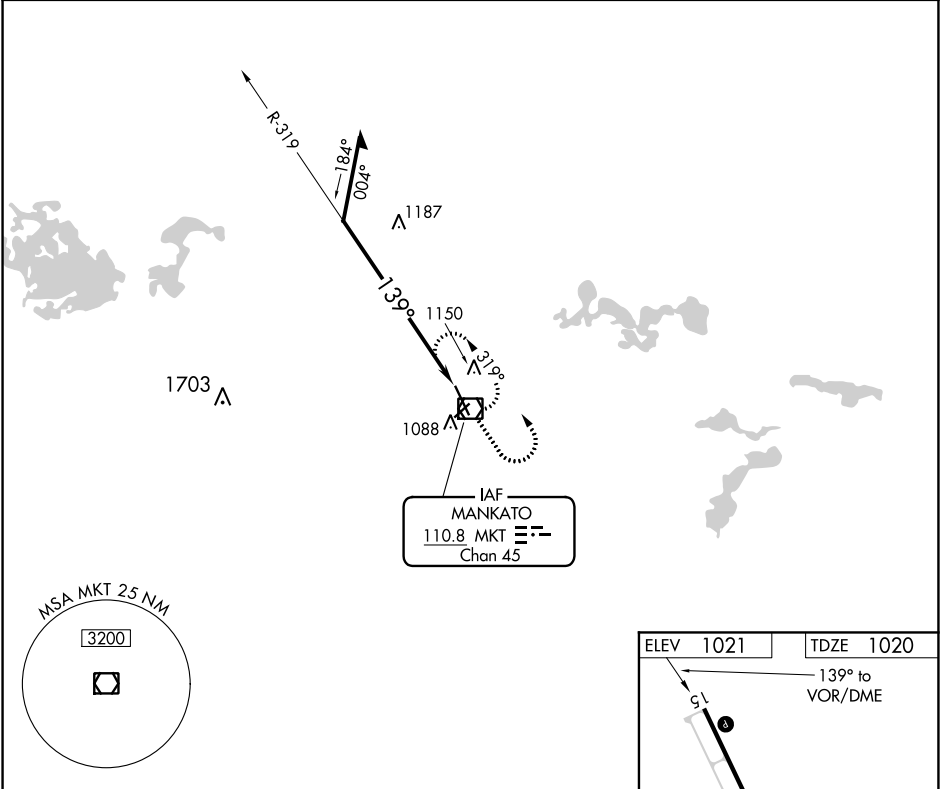 R-319
184°
004°
1187
139°
1150
319°
1703
1088
IAF
MANKATO
110.8 MKT
Chan 45
MSA MKT 25 NM
3200
ELEV 1021
TDZE 1020
139° to
VOR/DME
15
P